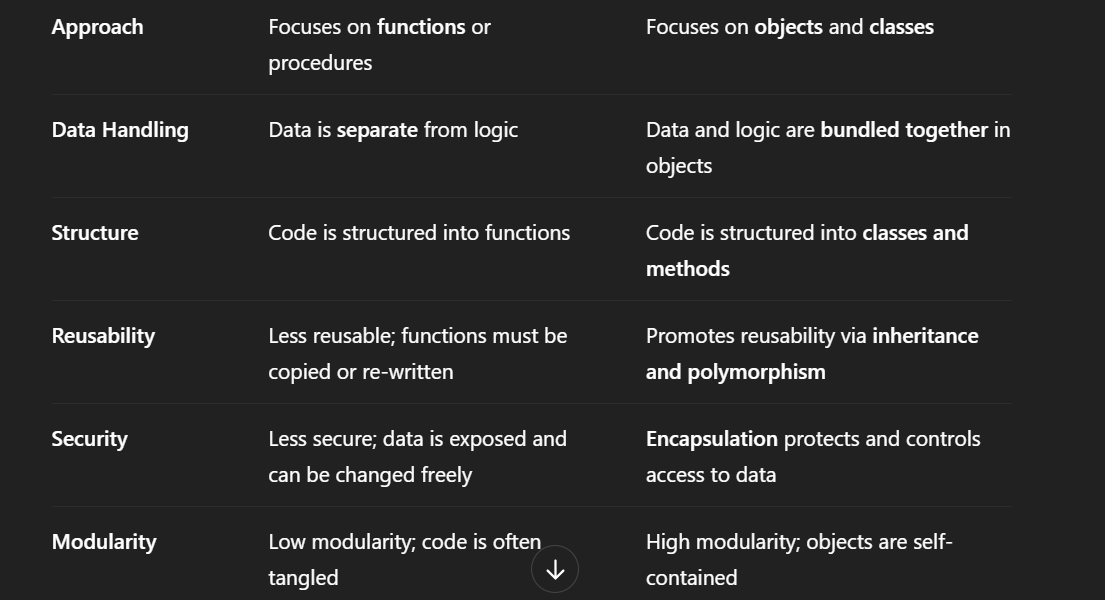 Approach
Focuses on functions or
procedures
Focuses on objects and classes
Data Handling
Data is separate from logic
Data and logic are bundled together in
objects
Structure
Code is structured into functions
Code is structured into classes and
methods
Reusability
Less reusable; functions must be
copied or re-written
Promotes reusability via inheritance
and polymorphism
Security
Less secure; data is exposed and
can be changed freely
Encapsulation protects and controls
access to data
Modularity
Low modularity; code is often
tangled
High modularity; objects are self-
contained